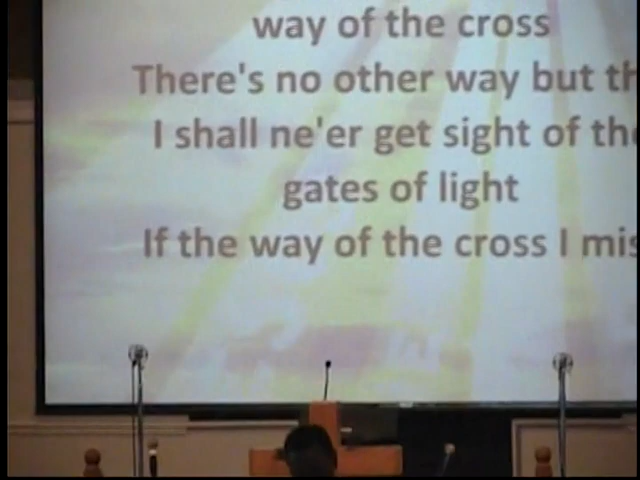 way of the cross
There's no other way but th
I shall ne'er get sight of the
gates of light
If the way of the cross I mis